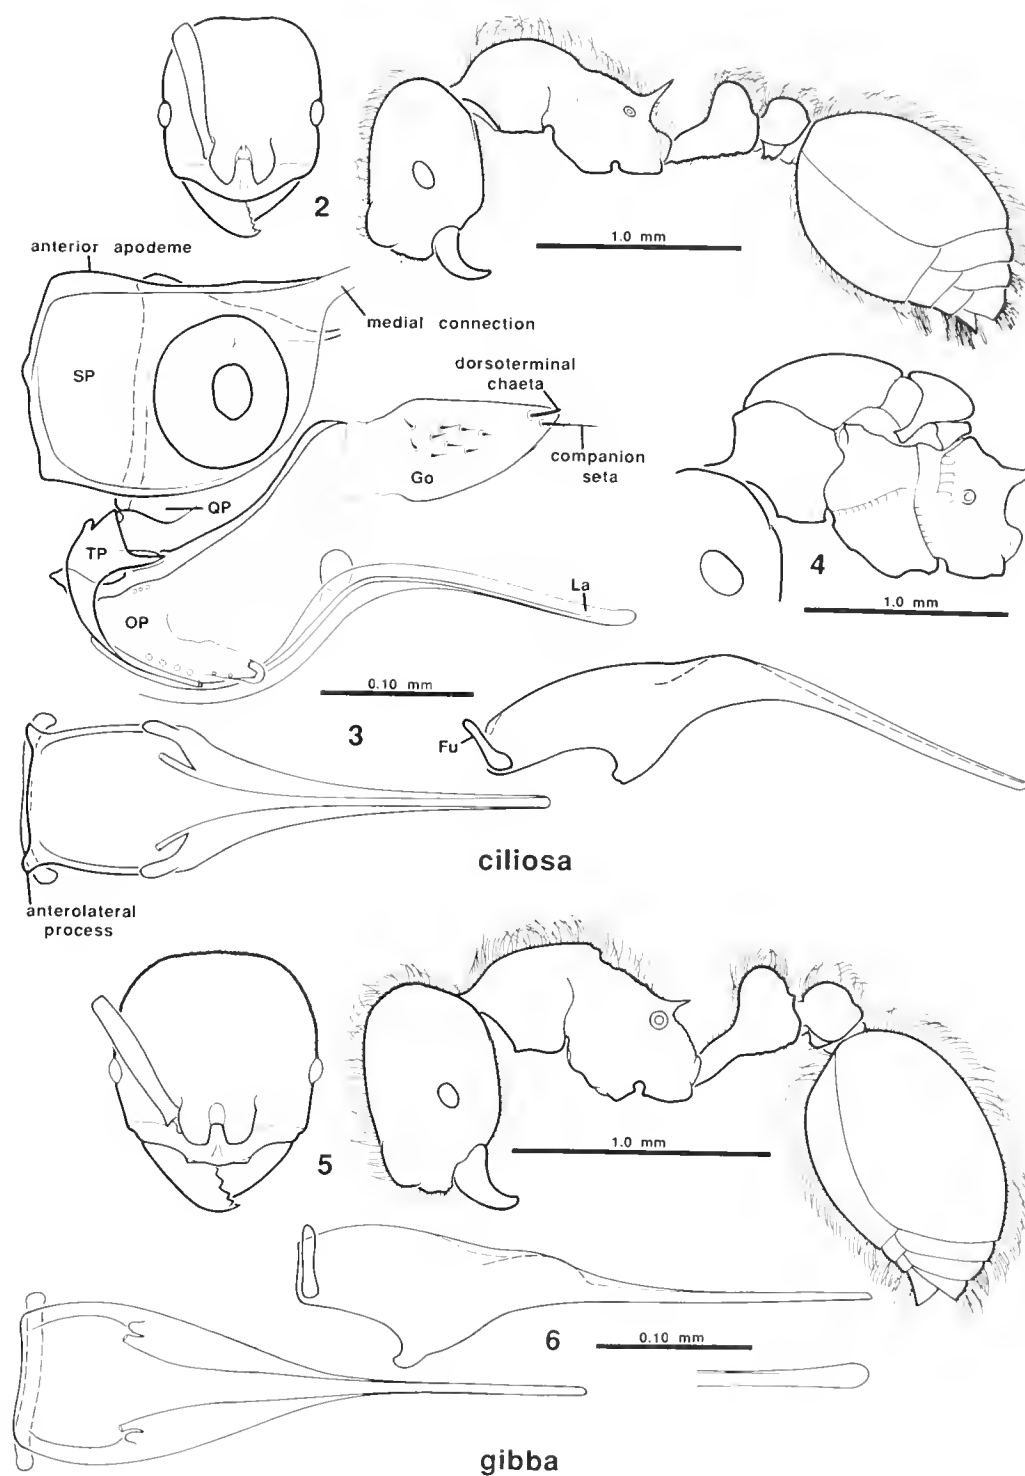 2
1.0 mm
anterior apodeme
medial connection
SP
dorsoterminal
chaeta
companion
seta
Go
QP
TP
OP
La
4
1.0 mm
0.10 mm
3
Fu
ciliosa
anterolateral
process
5
1.0 mm
6
0.10 mm
gibba